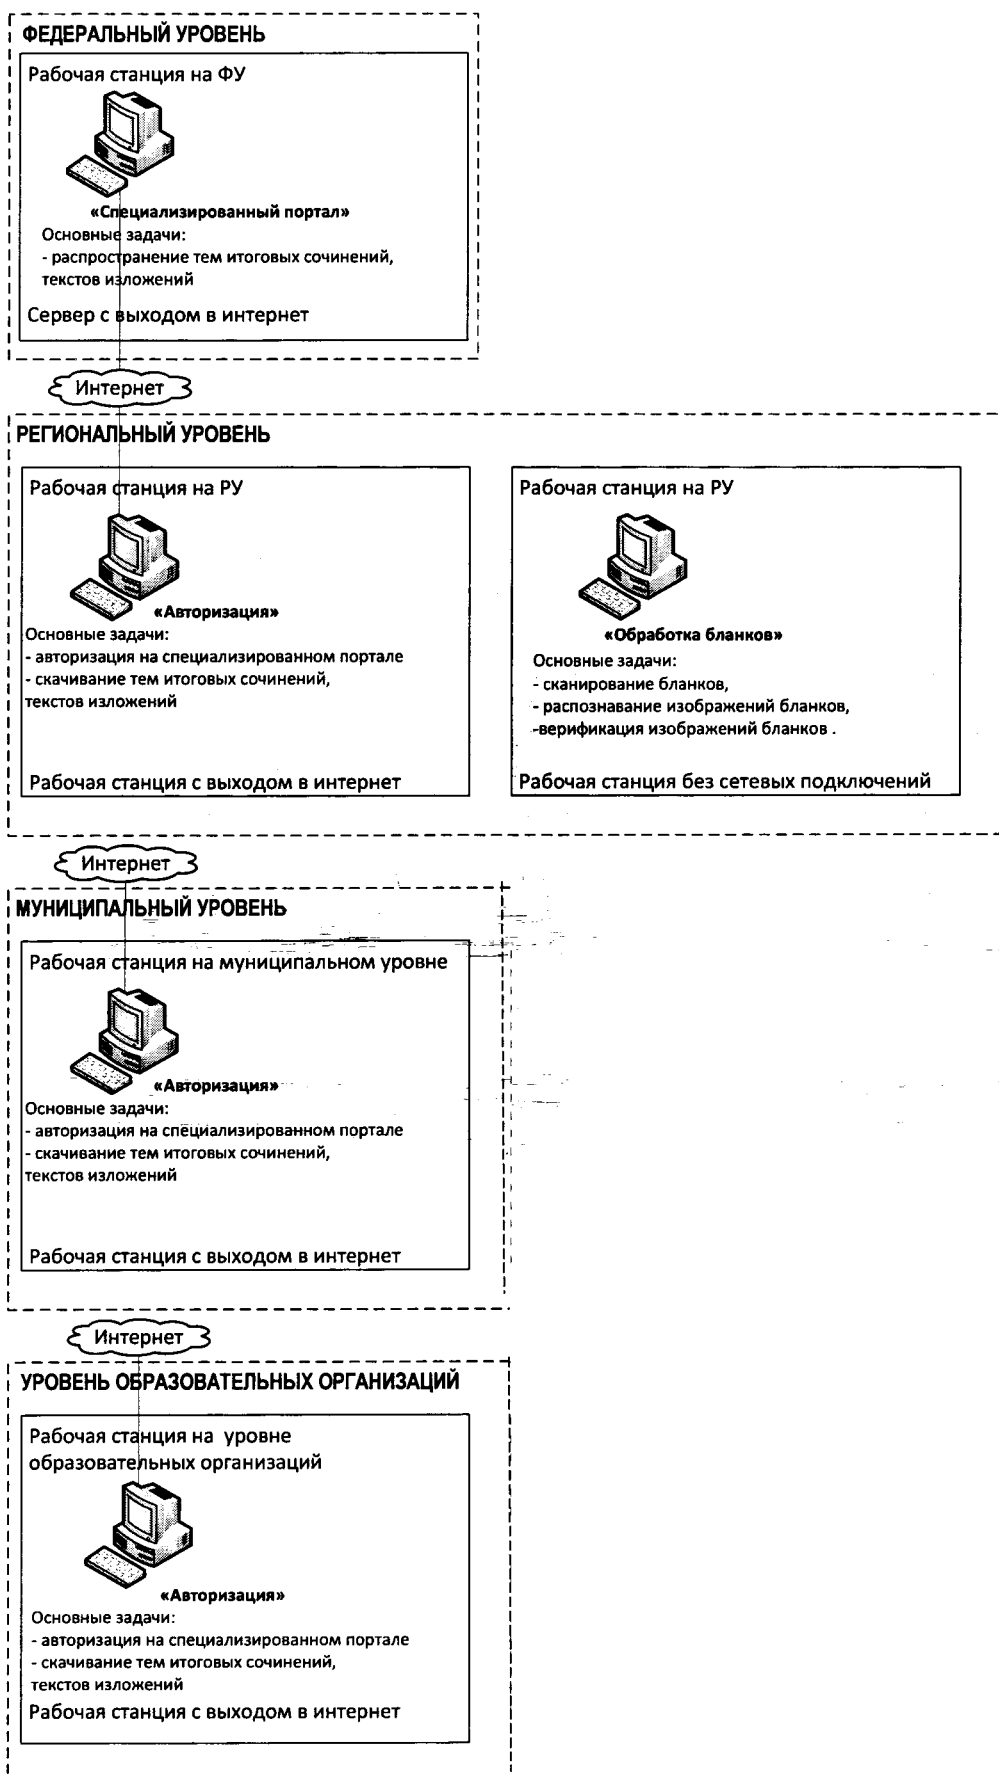 ФЕДЕРАЛЬНЫЙ УРОВЕНЬ
Рабочая станция на ФУ
«Специализированный портал»
Основные задачи:
- распространение тем итоговых сочинений,
текстов изложений
Сервер с выходом в интернет
Интернет
РЕГИОНАЛЬНЫЙ УРОВЕНЬ
Рабочая станция на РУ
«Авторизация»
Основные задачи:
- авторизация на специализированном портале
- скачивание тем итоговых сочинений,
текстов изложений
Рабочая станция с выходом в интернет
Рабочая станция на РУ
«Обработка бланков»
Основные задачи:
- сканирование бланков,
- распознавание изображений бланков,
-верификация изображений бланков .
Рабочая станция без сетевых подключений
Интернет
МУНИЦИПАЛЬНЫЙ УРОВЕНЬ
Рабочая станция на муниципальном уровне
«Авторизация»
Основные задачи:
- авторизация на специализированном портале
- скачивание тем итоговых сочинений,
текстов изложений
Рабочая станция с выходом в интернет
Интернет
УРОВЕНЬ ОБРАЗОВАТЕЛЬНЫХ ОРГАНИЗАЦИЙ
Рабочая станция на уровне
образовательных организаций
«Авторизация»
Основные задачи:
- авторизация на специализированном портале
- скачивание тем итоговых сочинений,
текстов изложений
Рабочая станция с выходом в интернет